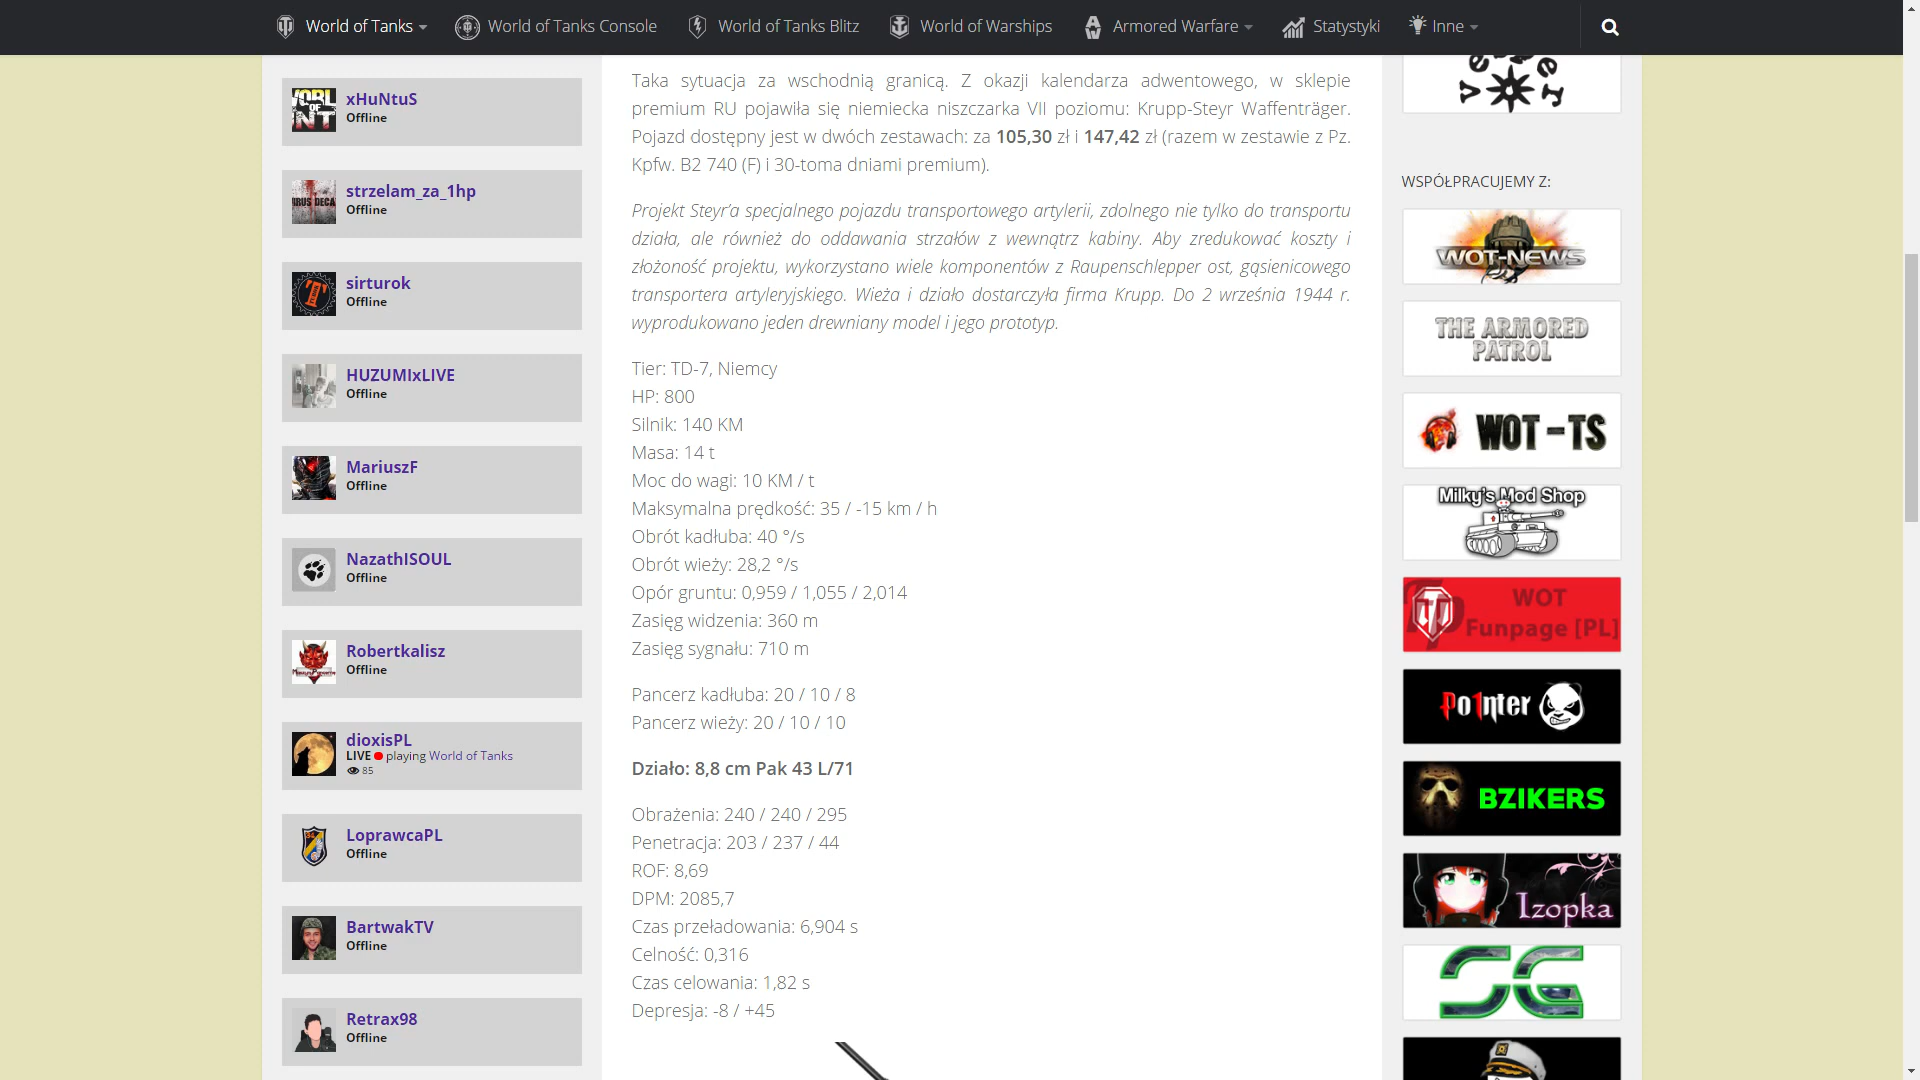 World of Tanks
World of Tanks Console
World of Tanks Blitz
World of Warships
Armored Warfare
Statystyki
Inne
xHuNtuS
Offline
strzelam_za_1hp
Offline
sirturok
Offline
HUZUMIxLIVE
Offline
MariuszF
Offline
NazathISOUL
Offline
Robertkalisz
Offline
dioxisPL
LIVE playing World of Tanks
85
LoprawcaPL
Offline
BartwakTV
Offline
Retrax98
Offline
Taka sytuacja za wschodnią granicą. Z okazji kalendarza adwentowego, w sklepie
premium RU pojawiła się niemiecka niszczarka VII poziomu: Krupp-Steyr Waffenträger.
Pojazd dostępny jest w dwóch zestawach: za 105,30 zł i 147,42 zł (razem w zestawie z Pz.
Kpfw. B2 740 (F) i 30-toma dniami premium).
Projekt Steyr’a specjalnego pojazdu transportowego artylerii, zdolnego nie tylko do transportu
działa, ale również do oddawania strzałów z wewnątrz kabiny. Aby zredukować koszty i
złożoność projektu, wykorzystano wiele komponentów z Raupenschlepper ost, gąsienicowego
transportera artyleryjskiego. Wieża i działo dostarczyła firma Krupp. Do 2 września 1944 r.
wyprodukowano jeden drewniany model i jego prototyp.
Tier: TD-7, Niemcy
HP: 800
Silnik: 140 KM
Masa: 14 t
Moc do wagi: 10 KM / t
Maksymalna prędkość: 35 / -15 km / h
Obrót kadłuba: 40 °/s
Obrót wieży: 28,2 °/s
Opór gruntu: 0,959 / 1,055 / 2,014
Zasięg widzenia: 360 m
Zasięg sygnału: 710 m
Pancerz kadłuba: 20 / 10 / 8
Pancerz wieży: 20 / 10 / 10
Działo: 8,8 cm Pak 43 L/71
Obrażenia: 240 / 240 / 295
Penetracja: 203 / 237 / 44
ROF: 8,69
DPM: 2085,7
Czas przeładowania: 6,904 s
Celność: 0,316
Czas celowania: 1,82 s
Depresja: -8 / +45
WSPÓŁPRACUJEMY Z:
WOT-NEWS
THE ARMORED
PATROL
WOT-TS
Milky's Mod Shop
WOT
Funpage [PL]
Po1nter
BZIKERS
Izopka
SG